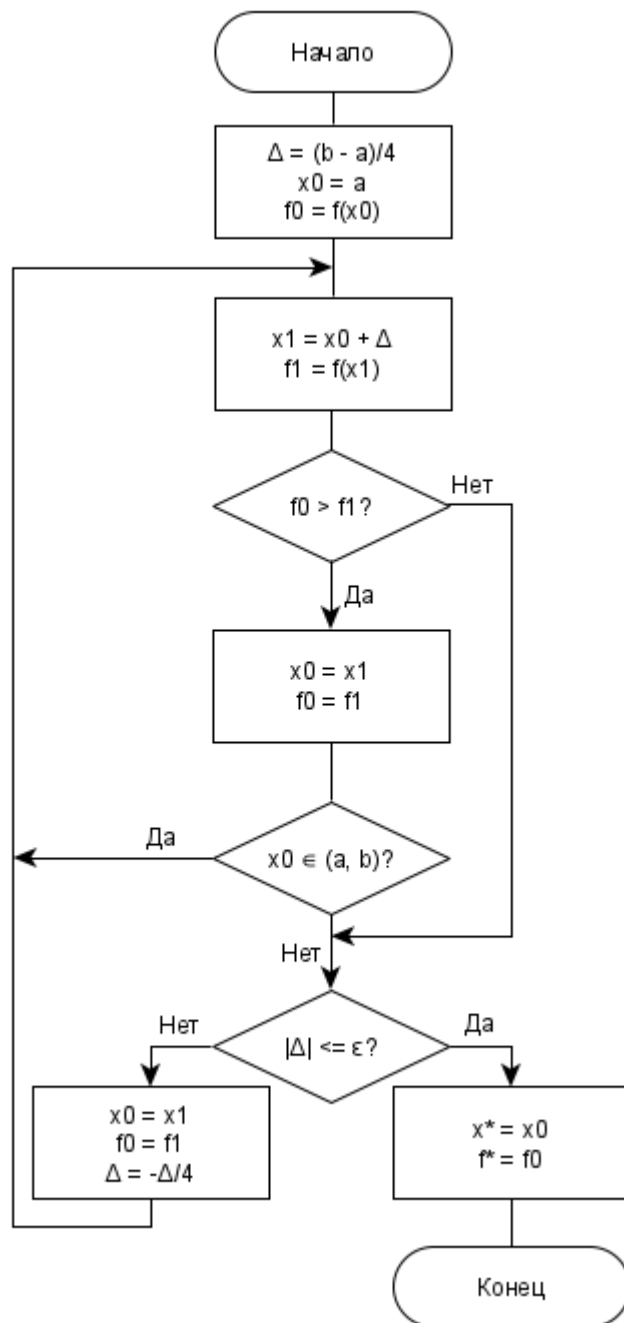 Начало
Δ = (b - a)/4
x0 = a
f0 = f(x0)
x1 = x0 + Δ
f1 = f(x1)
f0 > f1?
Нет
Да
x0 = x1
f0 = f1
x0 ∈ (a, b)?
Да
Нет
|Δ| <= ε?
Нет
Да
x0 = x1
f0 = f1
Δ = -Δ/4
x* = x0
f* = f0
Конец